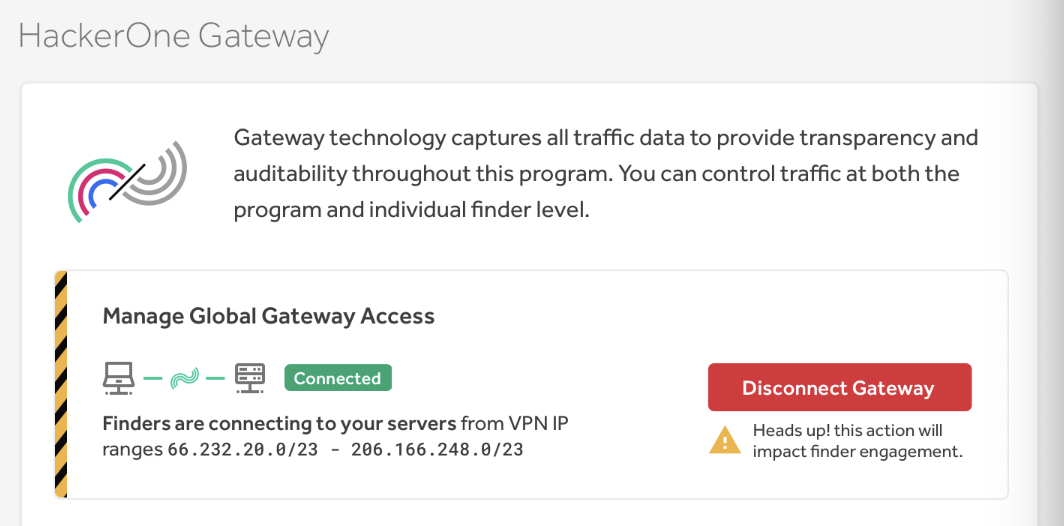 HackerOne Gateway
Gateway technology captures all traffic data to provide transparency and
auditability throughout this program. You can control traffic at both the
program and individual finder level.
Manage Global Gateway Access
Connected
Finders are connecting to your servers from VPN IP
ranges 66.232.20.0/23 - 206.166.248.0/23
Disconnect Gateway
Heads up! this action will
impact finder engagement.